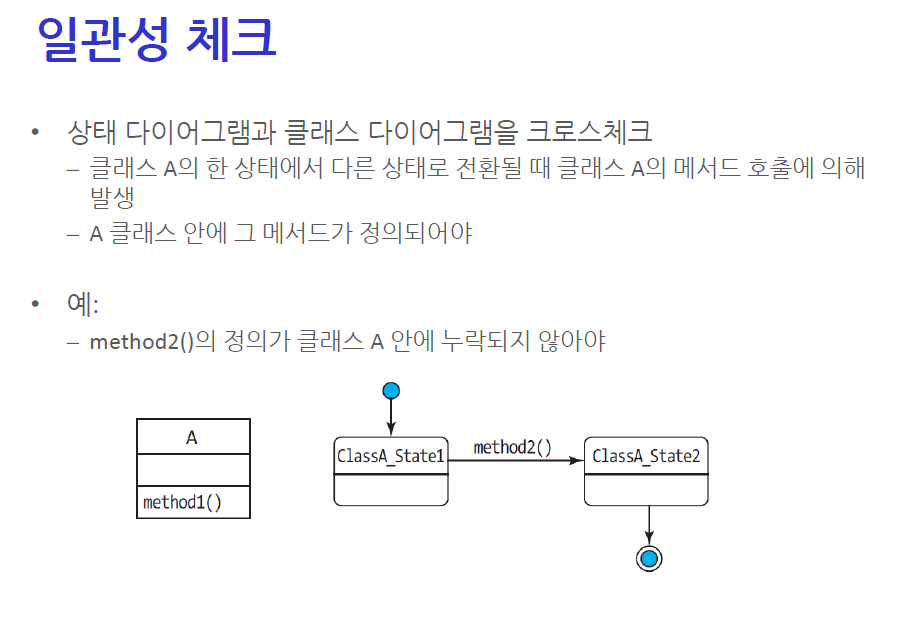 일관성 체크
• 상태 다이어그램과 클래스 다이어그램을 크로스체크
– 클래스 A의 한 상태에서 다른 상태로 전환될 때 클래스 A의 메서드 호출에 의해
발생
– A 클래스 안에 그 메서드가 정의되어야
• 예:
– method2()의 정의가 클래스 A 안에 누락되지 않아야
A
method1()
ClassA_State1
method2()
ClassA_State2